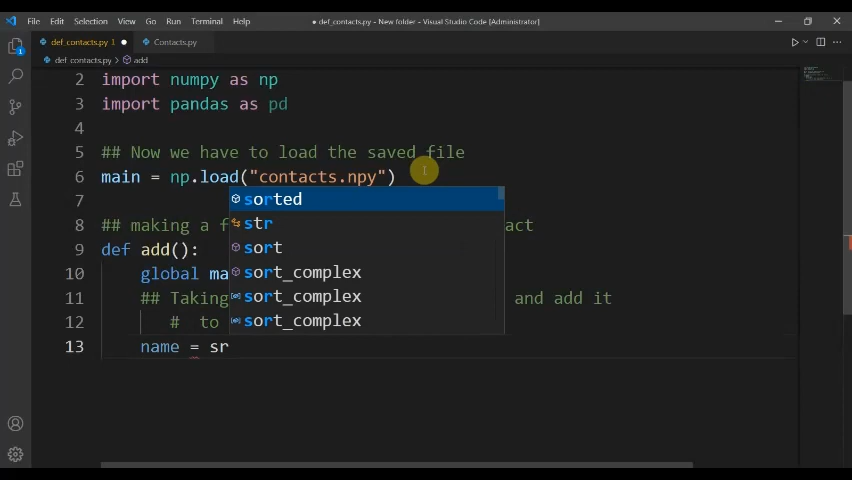 File Edit Selection View Go Run Terminal Help ● def_contacts.py - New folder - Visual Studio Code [Administrator]
def_contacts.py 1 ● Contacts.py
def_contacts.py > add
1
2 import numpy as np
3 import pandas as pd
4
5 ## Now we have to load the saved file
6 main = np.load("contacts.npy")
7
sorted
8 ## making a f act
str
9 def add():
sort
10 global ma
sort_complex
11 ## Taking and add it
sort_complex
12 # to
sort_complex
13 name = sr